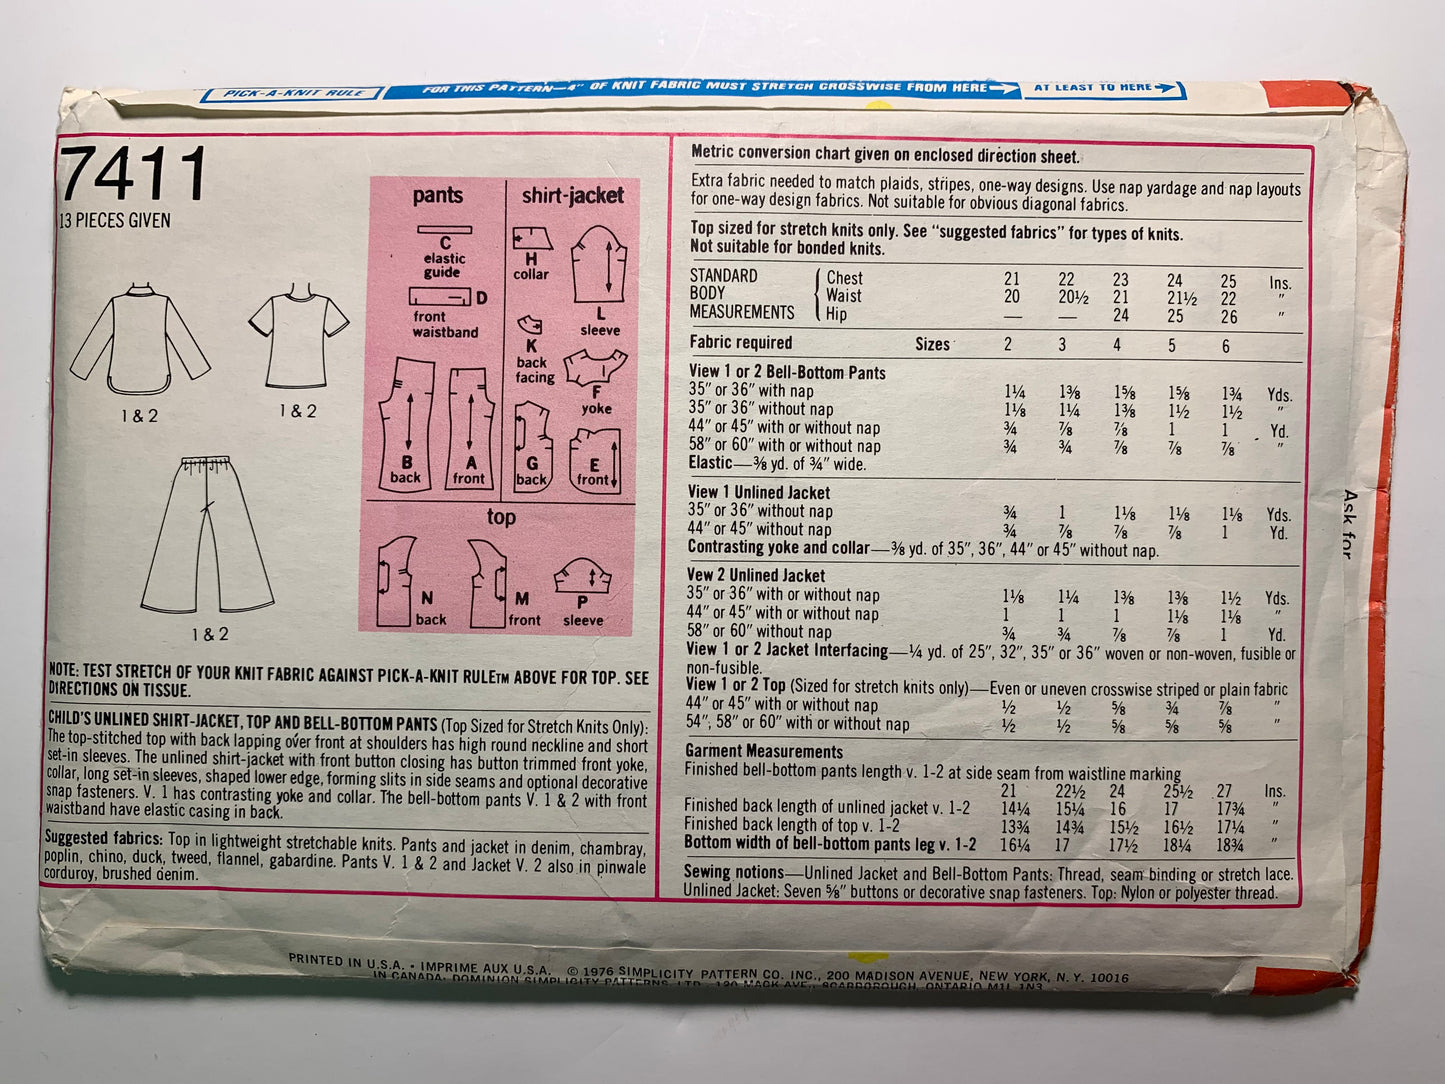 PICK-A-KNIT RULE
FOR THIS PATTERN—4" OF KNIT FABRIC MUST STRETCH CROSSWISE FROM HERE
AT LEAST TO HERE
7411
13 PIECES GIVEN
1 & 2
1 & 2
1 & 2
pants
C
elastic
guide
D
front
waistband
B
back
A
front
shirt-jacket
H
collar
L
sleeve
K
back
facing
F
yoke
G
back
E
front
top
N
back
M
front
P
sleeve
NOTE: TEST STRETCH OF YOUR KNIT FABRIC AGAINST PICK-A-KNIT RULE™ ABOVE FOR TOP. SEE
DIRECTIONS ON TISSUE.
CHILD'S UNLINED SHIRT-JACKET, TOP AND BELL-BOTTOM PANTS (Top Sized for Stretch Knits Only):
The top-stitched top with back lapping over front at shoulders has high round neckline and short
set-in sleeves. The unlined shirt-jacket with front button closing has button trimmed front yoke,
collar, long set-in sleeves, shaped lower edge, forming slits in side seams and optional decorative
snap fasteners. V. 1 has contrasting yoke and collar. The bell-bottom pants V. 1 & 2 with front
waistband have elastic casing in back.
Suggested fabrics: Top in lightweight stretchable knits. Pants and jacket in denim, chambray,
poplin, chino, duck, tweed, flannel, gabardine. Pants V. 1 & 2 and Jacket V. 2 also in pinwale
corduroy, brushed denim.
Metric conversion chart given on enclosed direction sheet.
Extra fabric needed to match plaids, stripes, one-way designs. Use nap yardage and nap layouts
for one-way design fabrics. Not suitable for obvious diagonal fabrics.
Top sized for stretch knits only. See "suggested fabrics" for types of knits.
Not suitable for bonded knits.
STANDARD Chest 21 22 23 24 25 Ins.
BODY Waist 20 20½ 21 21½ 22 "
MEASUREMENTS Hip — — 24 25 26 "
Fabric required Sizes 2 3 4 5 6
View 1 or 2 Bell-Bottom Pants
35" or 36" with nap 1¼ 1⅜ 1⅝ 1⅝ 1¾ Yds.
35" or 36" without nap 1⅛ 1¼ 1⅜ 1½ 1½ "
44" or 45" with or without nap ¾ ⅞ ⅞ 1 1 Yd.
58" or 60" with or without nap ¾ ¾ ⅞ ⅞ ⅞ "
Elastic—⅜ yd. of ¾" wide.
View 1 Unlined Jacket
35" or 36" without nap ¾ 1 1⅛ 1⅛ 1⅛ Yds.
44" or 45" without nap ¾ ⅞ ⅞ ⅞ 1 Yd.
Contrasting yoke and collar—⅜ yd. of 35", 36", 44" or 45" without nap.
Vew 2 Unlined Jacket
35" or 36" with or without nap 1⅛ 1¼ 1⅜ 1⅜ 1½ Yds.
44" or 45" with or without nap 1 1 1 1⅛ 1⅛ "
58" or 60" without nap ¾ ¾ ⅞ ⅞ 1 Yd.
View 1 or 2 Jacket Interfacing—¼ yd. of 25", 32", 35" or 36" woven or non-woven, fusible or
non-fusible.
View 1 or 2 Top (Sized for stretch knits only)—Even or uneven crosswise striped or plain fabric
44" or 45" with or without nap ½ ½ ⅝ ¾ ⅞ "
54", 58" or 60" with or without nap ½ ½ ⅝ ⅝ ⅝ "
Garment Measurements
Finished bell-bottom pants length v. 1-2 at side seam from waistline marking
21 22½ 24 25½ 27 Ins.
Finished back length of unlined jacket v. 1-2 14¼ 15¼ 16 17 17¾ "
Finished back length of top v. 1-2 13¾ 14¾ 15½ 16½ 17¼ "
Bottom width of bell-bottom pants leg v. 1-2 16¼ 17 17½ 18¼ 18¾ "
Sewing notions—Unlined Jacket and Bell-Bottom Pants: Thread, seam binding or stretch lace.
Unlined Jacket: Seven ⅝" buttons or decorative snap fasteners. Top: Nylon or polyester thread.
Ask for
PRINTED IN U.S.A. • IMPRIME AUX U.S.A. © 1976 SIMPLICITY PATTERN CO. INC., 200 MADISON AVENUE, NEW YORK, N. Y. 10016
IN CANADA: DOMINION SIMPLICITY PATTERNS LTD., 120 MACK AVE., SCARBOROUGH, ONTARIO M1L 1N3